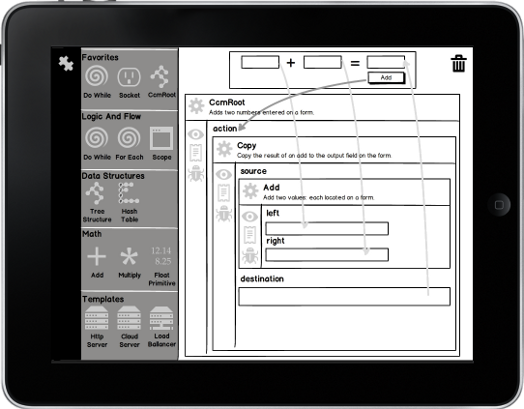 Favorites
Do While
Socket
CcmRoot
Logic And Flow
Do While
For Each
Scope
Data Structures
Tree
Structure
Hash
Table
Math
12.14
8.25
Add
Multiply
Float
Primitive
Templates
Http
Server
Cloud
Server
Load
Ballancer
+
=
Add
CcmRoot
Adds two numbers entered on a form.
action
Copy
Copy the result of an add to the output field on the form.
source
Add
Add two values: each located on a form.
left
right
destination